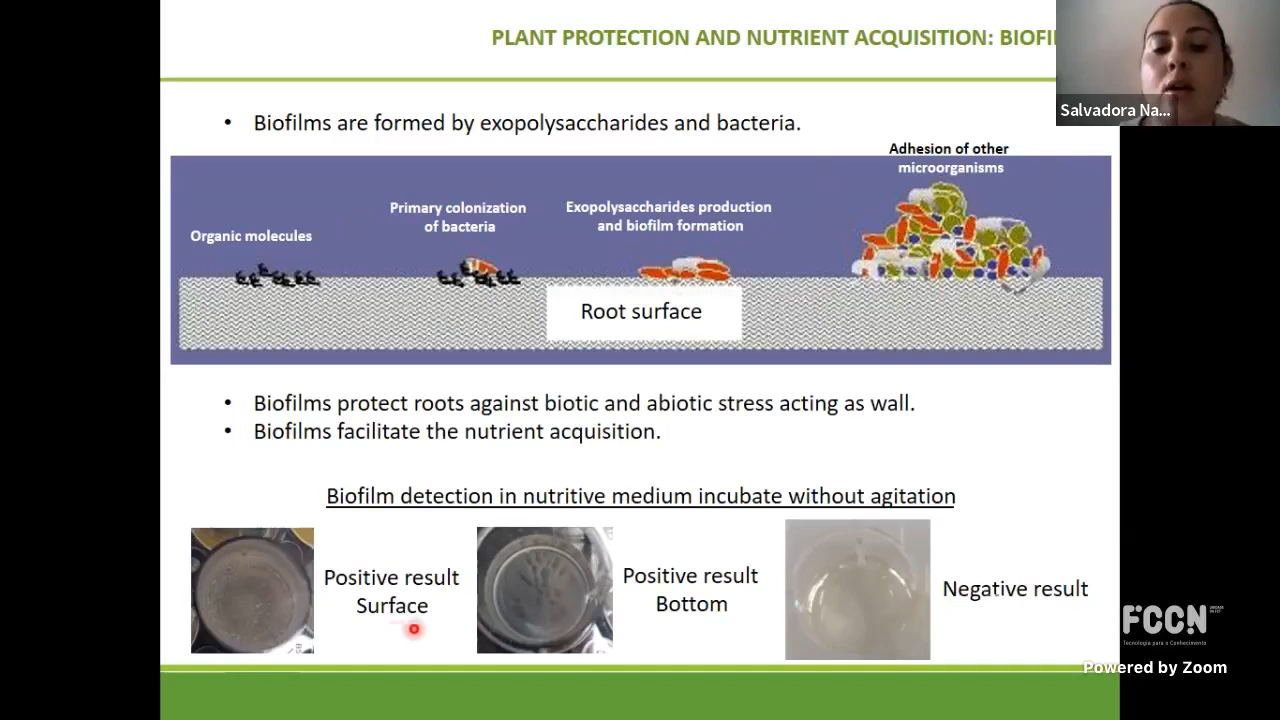 PLANT PROTECTION AND NUTRIENT ACQUISITION:
Salvadora Na...
• Biofilms are formed by exopolysaccharides and bacteria.
Adhesion of other
microorganisms
Primary colonization
of bacteria
Exopolysaccharides production
and biofilm formation
Organic molecules
Root surface
• Biofilms protect roots against biotic and abiotic stress acting as wall.
• Biofilms facilitate the nutrient acquisition.
Biofilm detection in nutritive medium incubate without agitation
Positive result
Surface
Positive result
Bottom
Negative result
FCCN
Tecnologia para o Conhecimento
Powered by Zoom